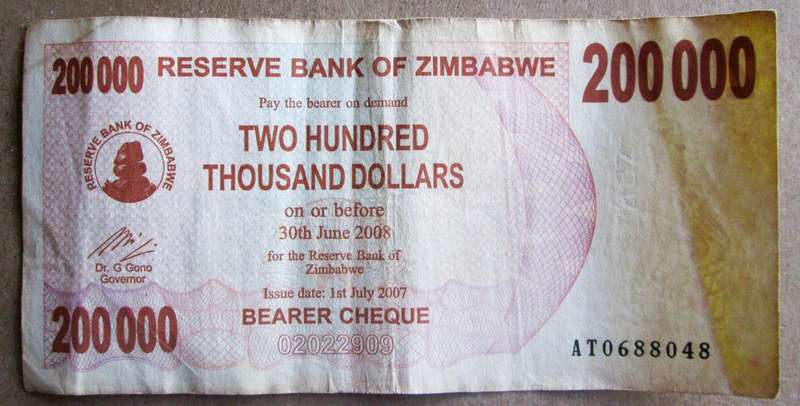 200 000 RESERVE BANK OF ZIMBABWE 200 000
Pay the bearer on demand
TWO HUNDRED
THOUSAND DOLLARS
RESERVE BANK OF ZIMBABWE
on or before
30th June 2008
for the Reserve Bank of
Zimbabwe
Dr. G Gono
Governor
Issue date: 1st July 2007
200 000
BEARER CHEQUE
02022909
AT0688048